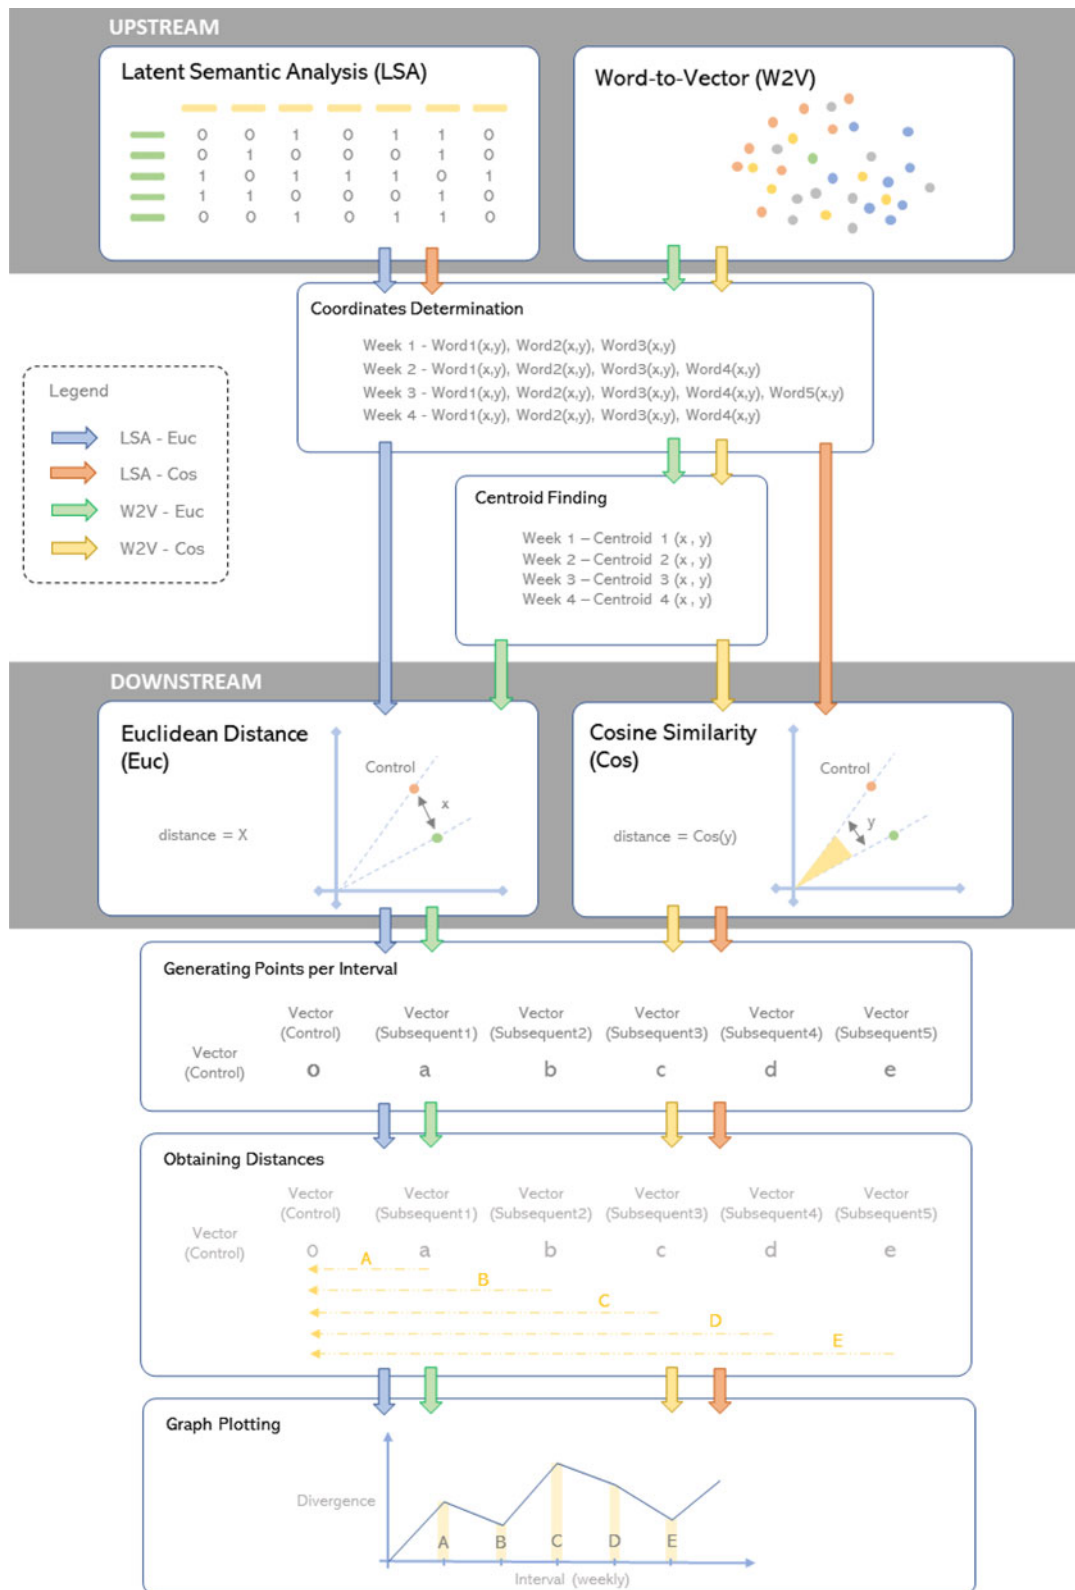 UPSTREAM
Latent Semantic Analysis (LSA)
0 0 1 0 1 1 0
0 1 0 0 0 1 0
1 0 1 1 1 0 1
1 1 0 0 0 1 0
0 0 1 0 1 1 0
Word-to-Vector (W2V)
Coordinates Determination
Week 1 - Word1(x,y), Word2(x,y), Word3(x,y)
Week 2 - Word1(x,y), Word2(x,y), Word3(x,y), Word4(x,y)
Week 3 - Word1(x,y), Word2(x,y), Word3(x,y), Word4(x,y), Word5(x,y)
Week 4 - Word1(x,y), Word2(x,y), Word3(x,y), Word4(x,y)
Legend
LSA - Euc
LSA - Cos
W2V - Euc
W2V - Cos
Centroid Finding
Week 1 – Centroid 1 (x , y)
Week 2 – Centroid 2 (x , y)
Week 3 – Centroid 3 (x , y)
Week 4 – Centroid 4 (x , y)
DOWNSTREAM
Euclidean Distance
(Euc)
Control
x
distance = X
Cosine Similarity
(Cos)
Control
y
distance = Cos(y)
Generating Points per Interval
Vector Vector Vector Vector Vector Vector
(Control) (Subsequent1) (Subsequent2) (Subsequent3) (Subsequent4) (Subsequent5)
Vector
(Control) o a b c d e
Obtaining Distances
Vector Vector Vector Vector Vector Vector
(Control) (Subsequent1) (Subsequent2) (Subsequent3) (Subsequent4) (Subsequent5)
Vector
(Control) o a b c d e
A
B
C
D
E
Graph Plotting
Divergence
A B C D E
Interval (weekly)